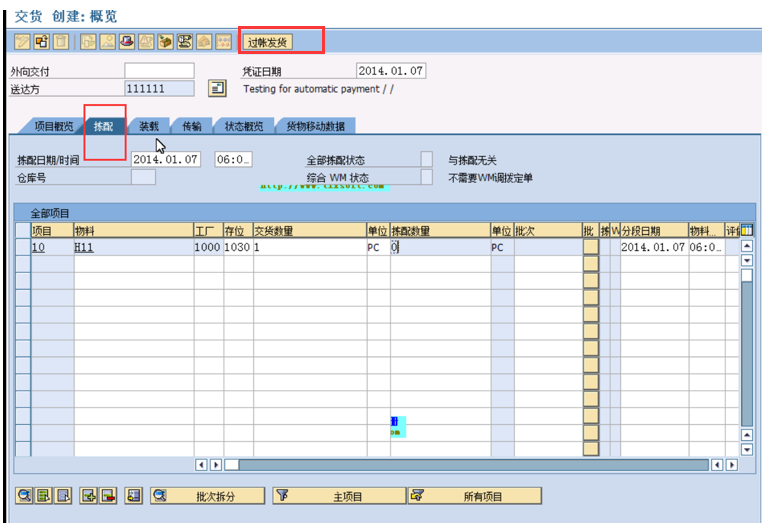 交货 创建: 概览
过帐发货
外向交付 凭证日期 2014.01.07
送达方 111111 Testing for automatic payment / /
项目概览 拣配 装载 传输 状态概览 货物移动数据
拣配日期/时间 2014.01.07 06:0.. 全部拣配状态 与拣配无关
仓库号 综合 WM 状态 不需要WM调拨定单
全部项目
项目 物料 工厂 存位 交货数量 单位 拣配数量 单位 批次 批 拣 W 分段日期 物料... 评估
10 H11 1000 1030 1 PC 0 PC 2014.01.07 06:0..
册
om
批次拆分 主项目 所有项目